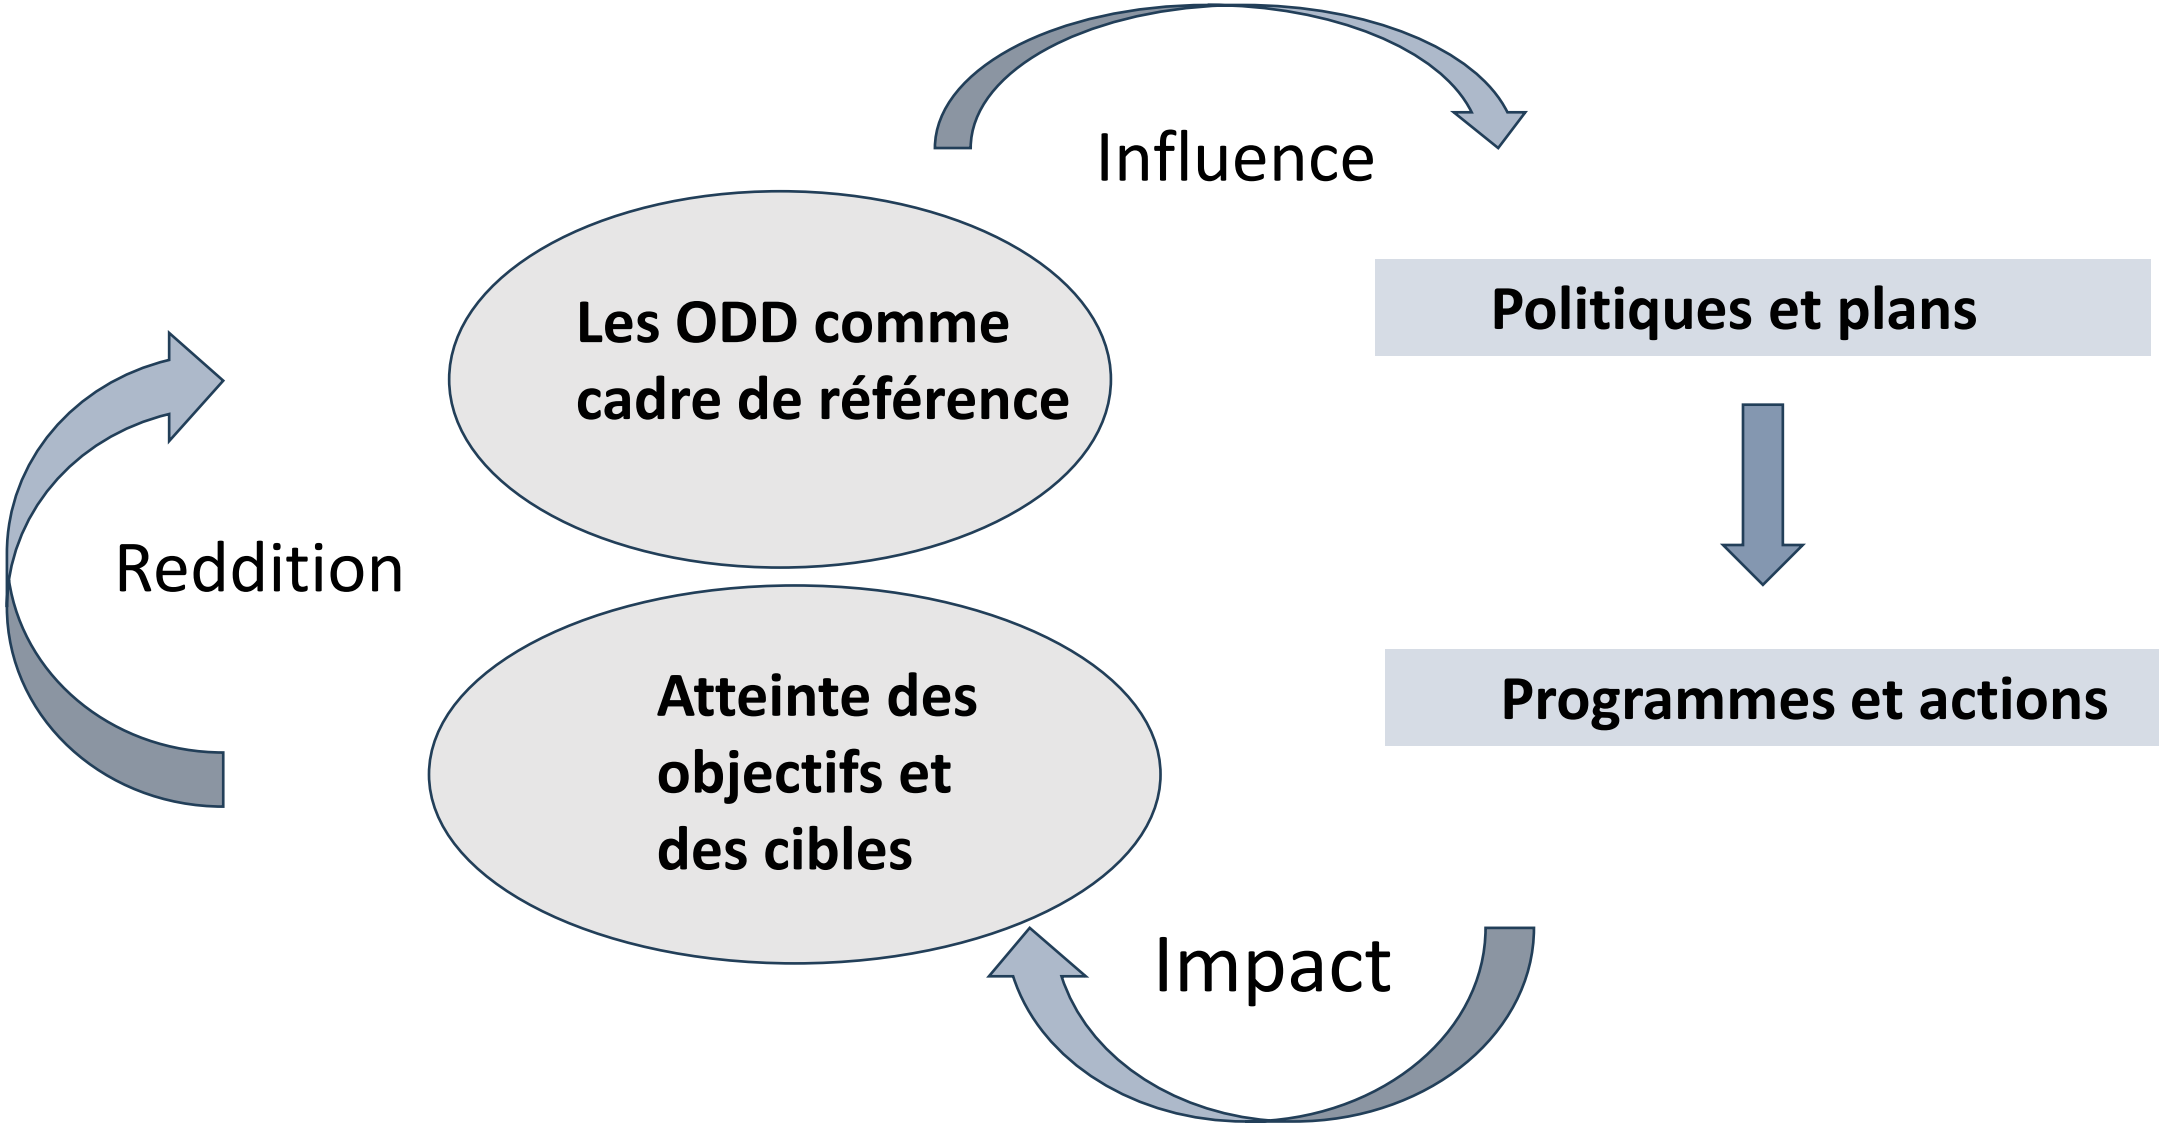 Influence
Les ODD comme
cadre de référence
Politiques et plans
Reddition
Atteinte des
objectifs et
des cibles
Programmes et actions
Impact